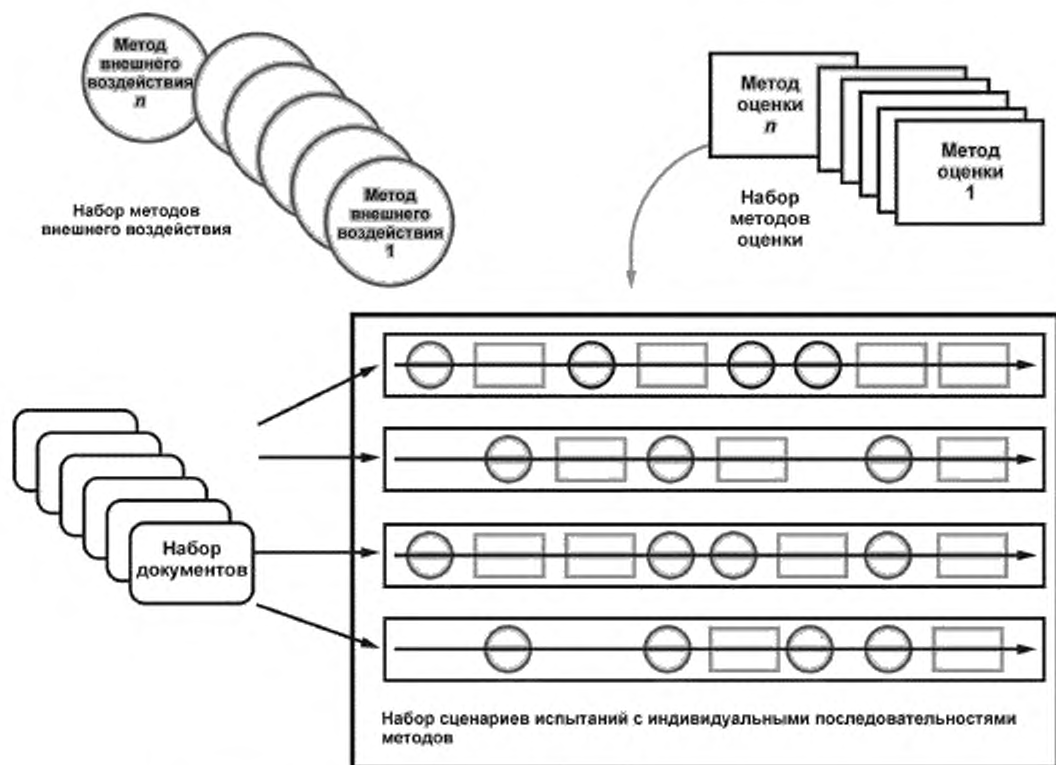 Метод
внешнего
воздействия
n
Метод
внешнего
воздействия
1
Набор методов
внешнего воздействия
Метод
оценки
n
Метод
оценки
1
Набор
методов
оценки
Набор
документов
Набор сценариев испытаний с индивидуальными последовательностями
методов